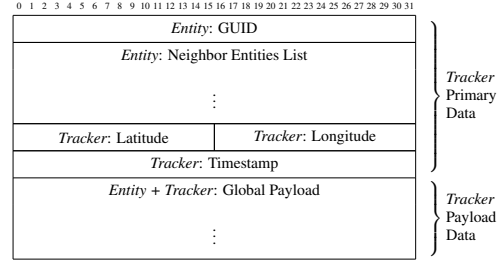 0 1 2 3 4 5 6 7 8 9 10 11 12 13 14 15 16 17 18 19 20 21 22 23 24 25 26 27 28 29 30 31
Entity: GUID
Entity: Neighbor Entities List
⋮
Tracker: Latitude Tracker: Longitude
Tracker: Timestamp
Tracker
Primary
Data
Entity + Tracker: Global Payload
⋮
Tracker
Payload
Data